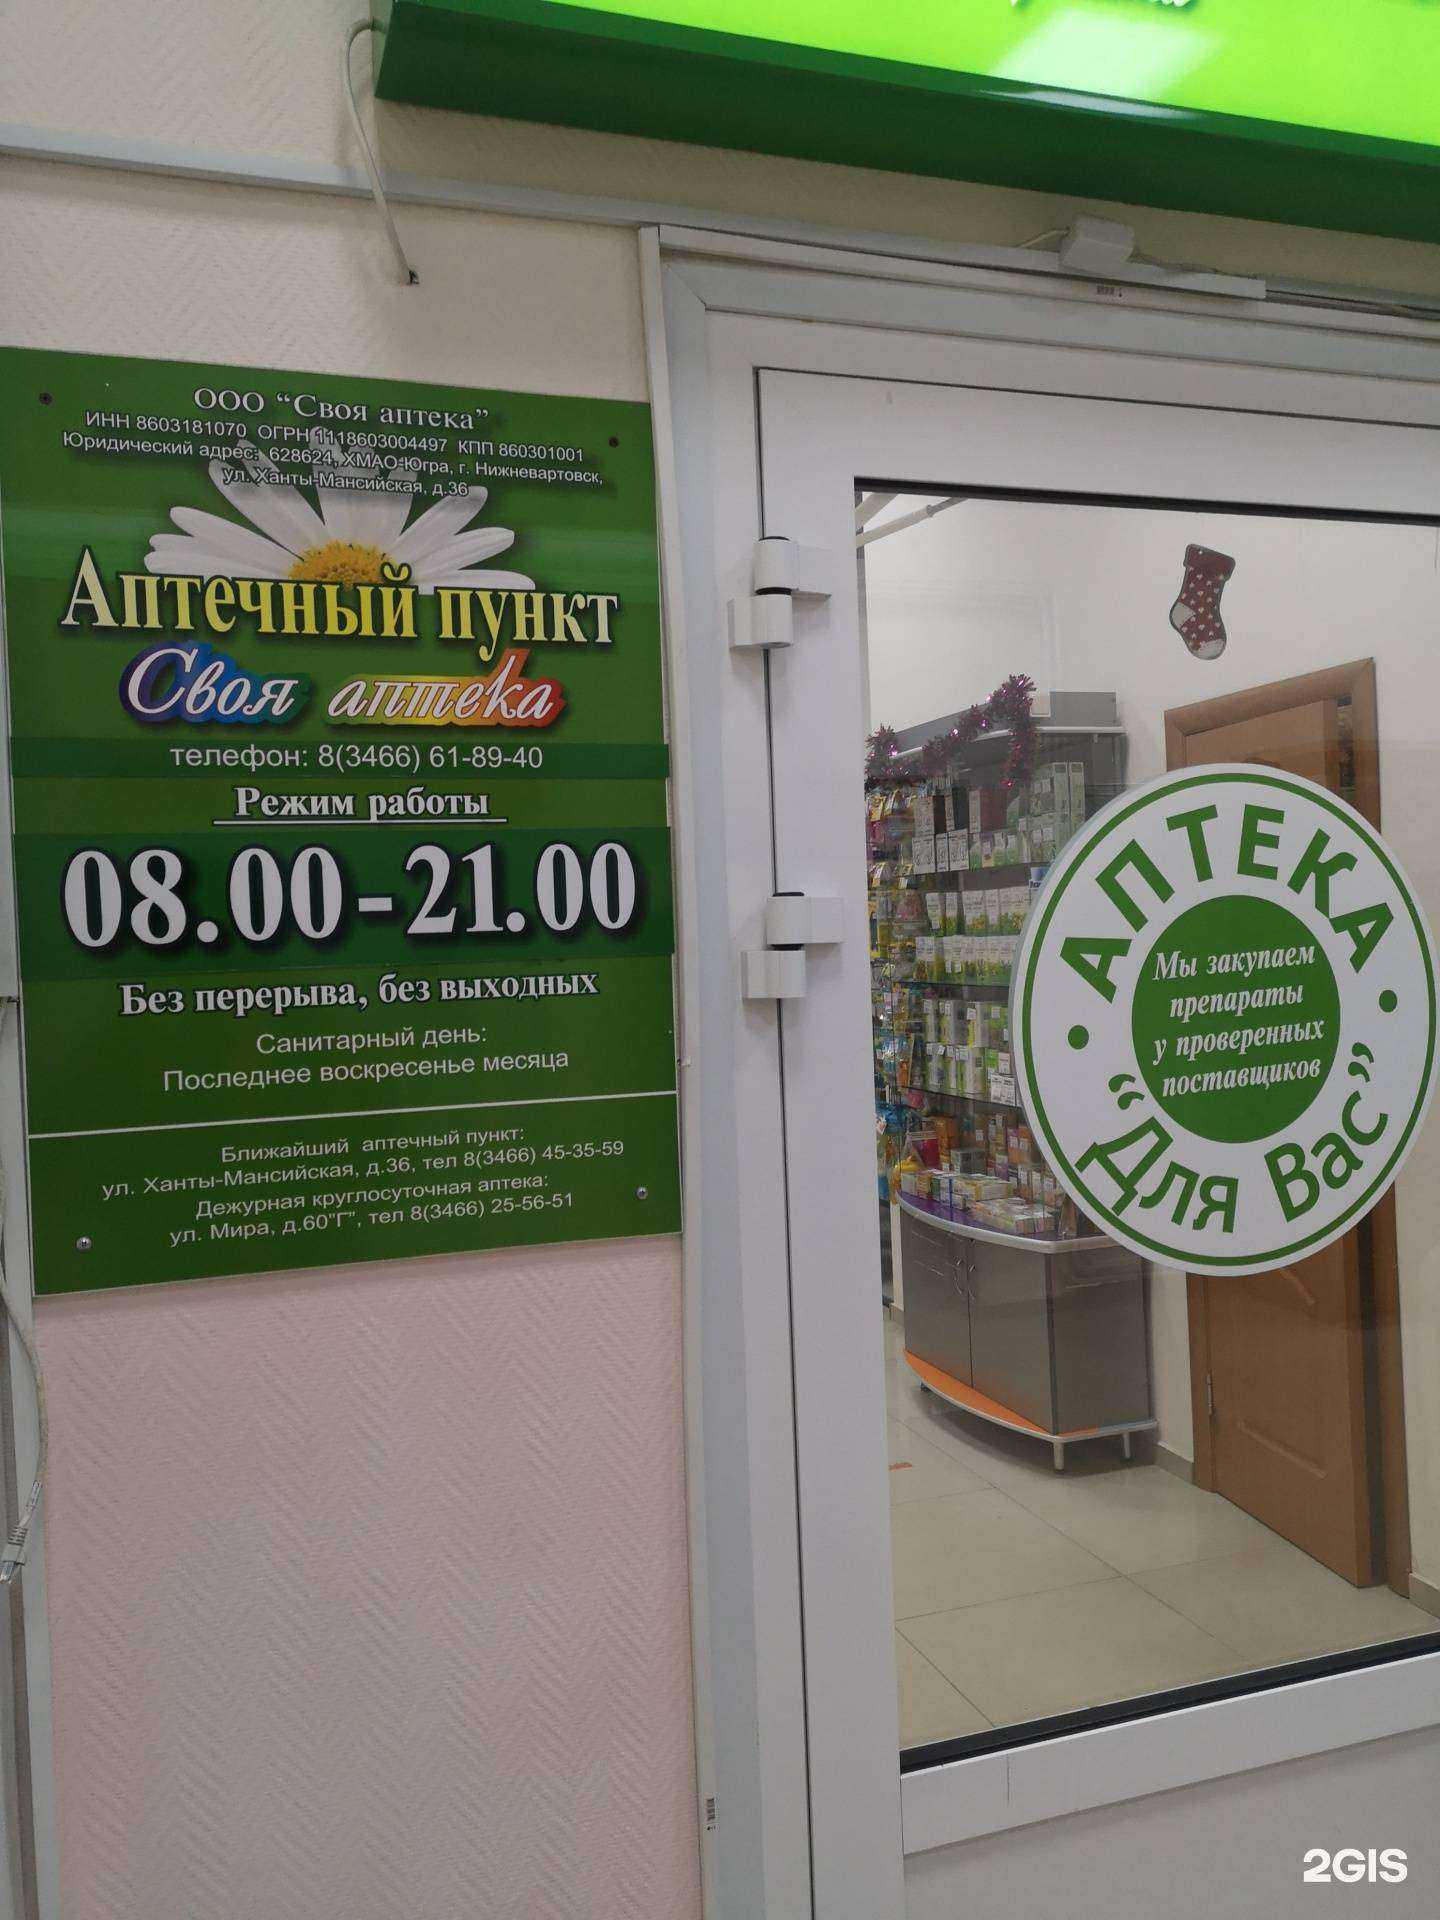 ООО “Своя аптека”
ИНН 8603181070 ОГРН 1118603004497 КПП 860301001
Юридический адрес: 628624, ХМАО-Югра, г. Нижневартовск,
ул. Ханты-Мансийская, д.36
Аптечный пункт
Своя аптека
телефон: 8(3466) 61-89-40
Режим работы
08.00-21.00
Без перерыва, без выходных
Санитарный день:
Последнее воскресенье месяца
Ближайший аптечный пункт:
ул. Ханты-Мансийская, д.36, тел 8(3466) 45-35-59
Дежурная круглосуточная аптека:
ул. Мира, д.60"Г", тел 8(3466) 25-56-51
АПТЕКА
Мы закупаем
препараты
у проверенных
поставщиков
“Для Вас”
2GIS